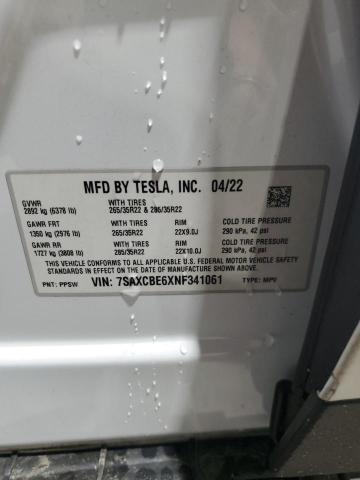 MFD BY TESLA, INC. 04/22
GVWR WITH TIRES
2892 kg (6378 lb) 265/35R22 & 285/35R22
GAWR FRT WITH TIRES RIM COLD TIRE PRESSURE
1350 kg (2976 lb) 265/35R22 22X9.0J 290 kPa, 42 psi
GAWR RR WITH TIRES RIM COLD TIRE PRESSURE
1727 kg (3808 lb) 285/35R22 22X10.0J 290 kPa, 42 psi
THIS VEHICLE CONFORMS TO ALL APPLICABLE U.S. FEDERAL MOTOR VEHICLE SAFETY
STANDARDS IN EFFECT ON THE DATE OF MANUFACTURE SHOWN ABOVE.
PNT: PPSW VIN: 7SAXCBE6XNF341061 TYPE: MPV